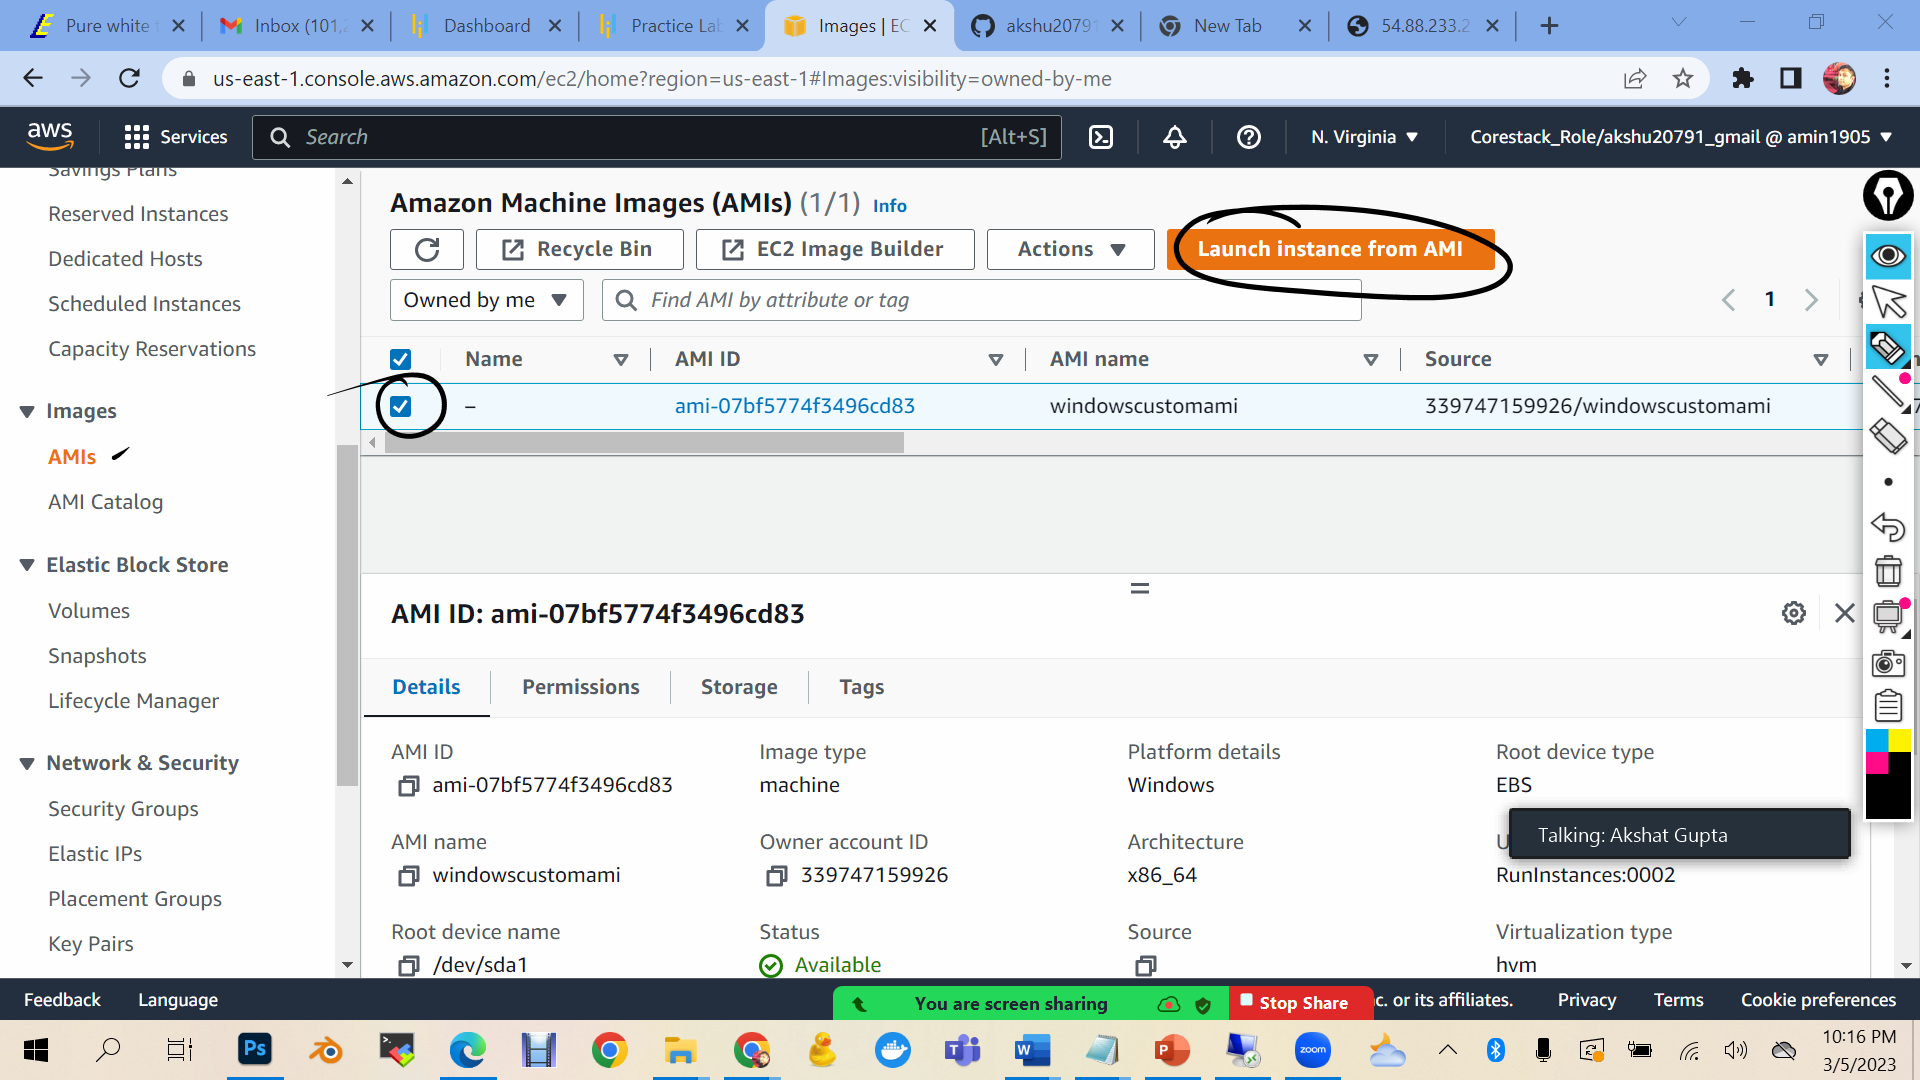 Pure white
Inbox (101,
Dashboard
Practice Lab
Images | EC
akshu20791
New Tab
54.88.233.2
us-east-1.console.aws.amazon.com/ec2/home?region=us-east-1#Images:visibility=owned-by-me
aws
Services
Search
[Alt+S]
N. Virginia
Corestack_Role/akshu20791_gmail @ amin1905
Savings Plans
Reserved Instances
Dedicated Hosts
Scheduled Instances
Capacity Reservations
Images
AMIs
AMI Catalog
Elastic Block Store
Volumes
Snapshots
Lifecycle Manager
Network & Security
Security Groups
Elastic IPs
Placement Groups
Key Pairs
Amazon Machine Images (AMIs) (1/1) Info
Recycle Bin
EC2 Image Builder
Actions
Launch instance from AMI
Owned by me
Find AMI by attribute or tag
1
Name
AMI ID
AMI name
Source
–
ami-07bf5774f3496cd83
windowscustomami
339747159926/windowscustomami
AMI ID: ami-07bf5774f3496cd83
Details
Permissions
Storage
Tags
AMI ID
ami-07bf5774f3496cd83
Image type
machine
Platform details
Windows
Root device type
EBS
AMI name
windowscustomami
Owner account ID
339747159926
Architecture
x86_64
Talking: Akshat Gupta
RunInstances:0002
Root device name
/dev/sda1
Status
Available
Source
Virtualization type
hvm
Feedback
Language
You are screen sharing
Stop Share
c. or its affiliates.
Privacy
Terms
Cookie preferences
Ps
W
P
zoom
10:16 PM
3/5/2023